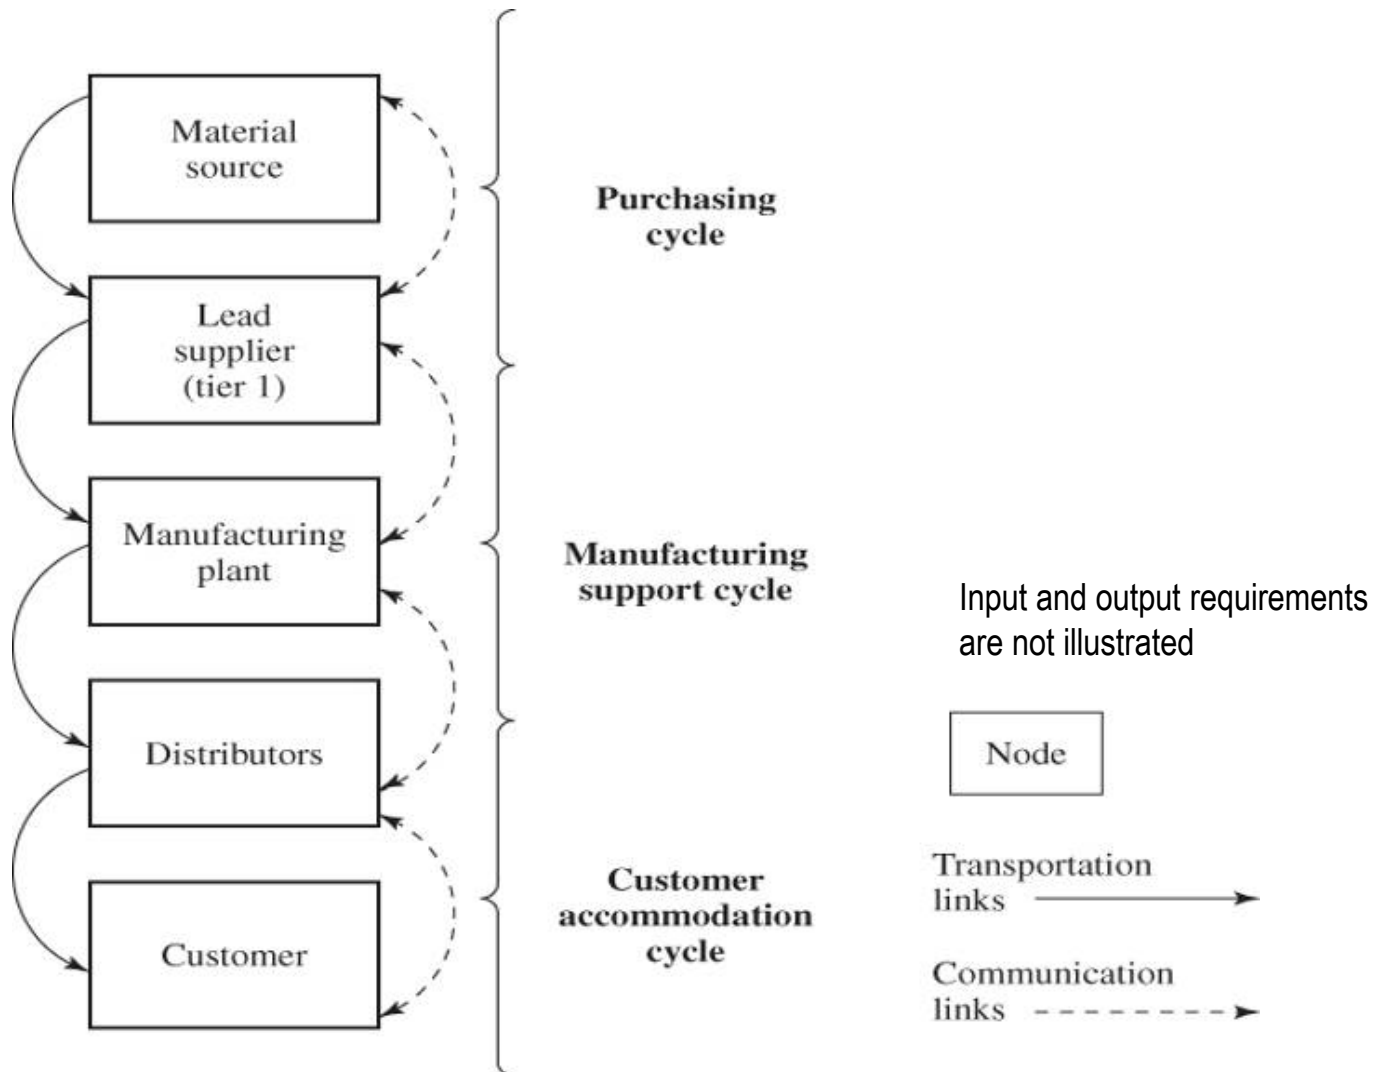 Material
source
Purchasing
cycle
Lead
supplier
(tier 1)
Manufacturing
plant
Manufacturing
support cycle
Input and output requirements
are not illustrated
Distributors
Node
Customer
Customer
accommodation
cycle
Transportation
links
Communication
links